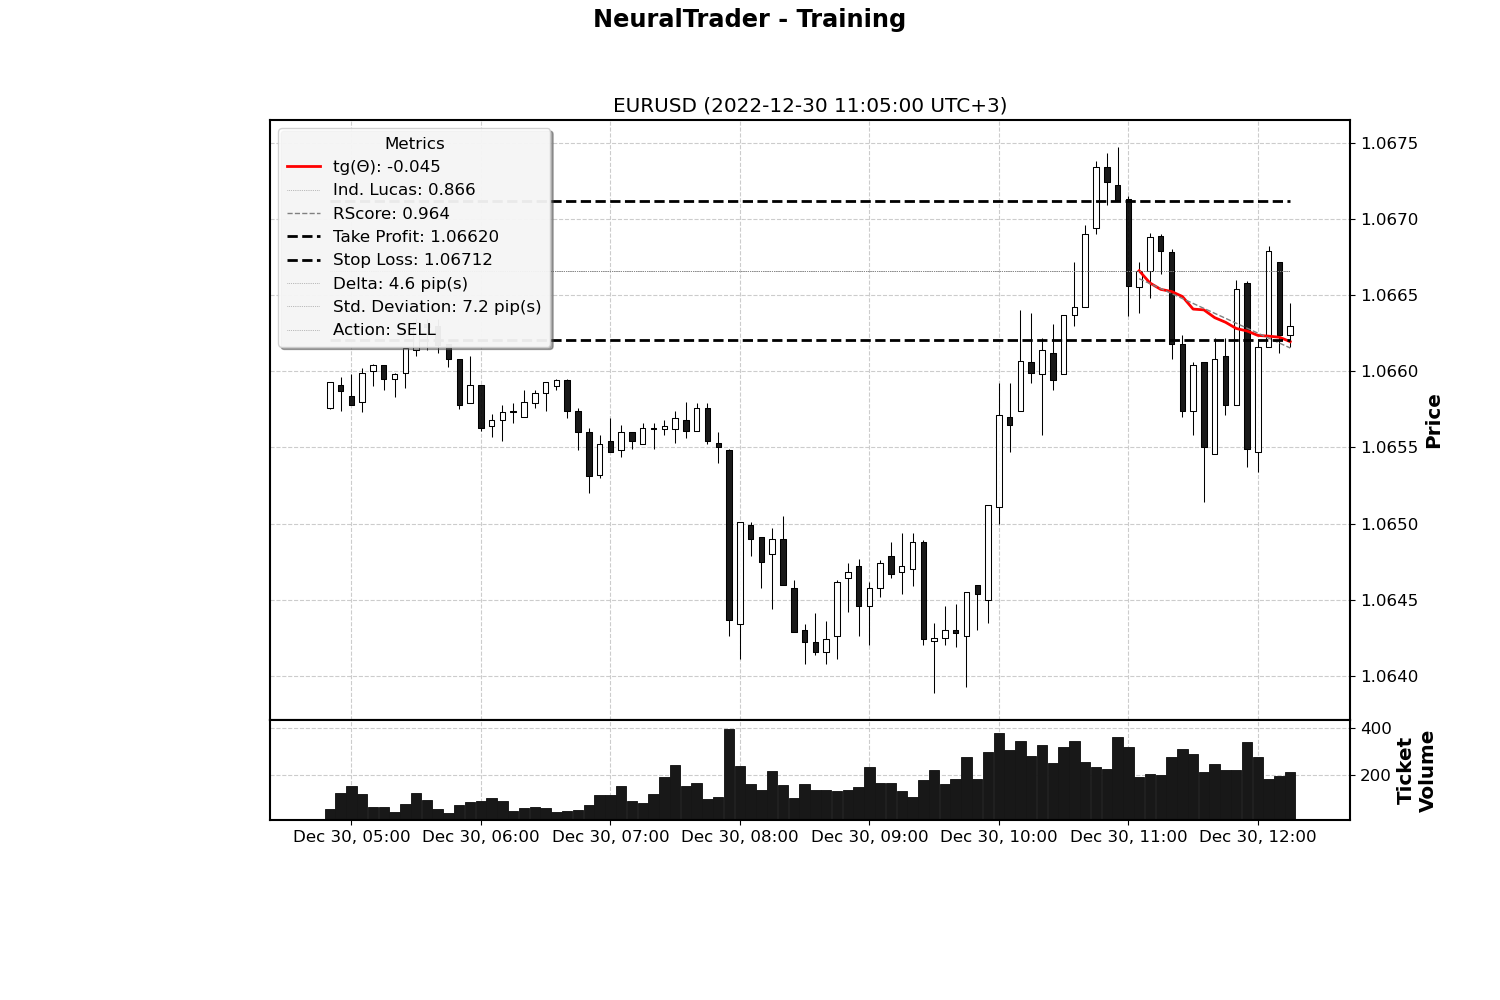 NeuralTrader - Training
EURUSD (2022-12-30 11:05:00 UTC+3)
Metrics
tg(Θ): -0.045
Ind. Lucas: 0.866
RScore: 0.964
Take Profit: 1.06620
Stop Loss: 1.06712
Delta: 4.6 pip(s)
Std. Deviation: 7.2 pip(s)
Action: SELL
1.0675
1.0670
1.0665
1.0660
1.0655
1.0650
1.0645
1.0640
Price
400
200
Ticket
Volume
Dec 30, 05:00 Dec 30, 06:00 Dec 30, 07:00 Dec 30, 08:00 Dec 30, 09:00 Dec 30, 10:00 Dec 30, 11:00 Dec 30, 12:00